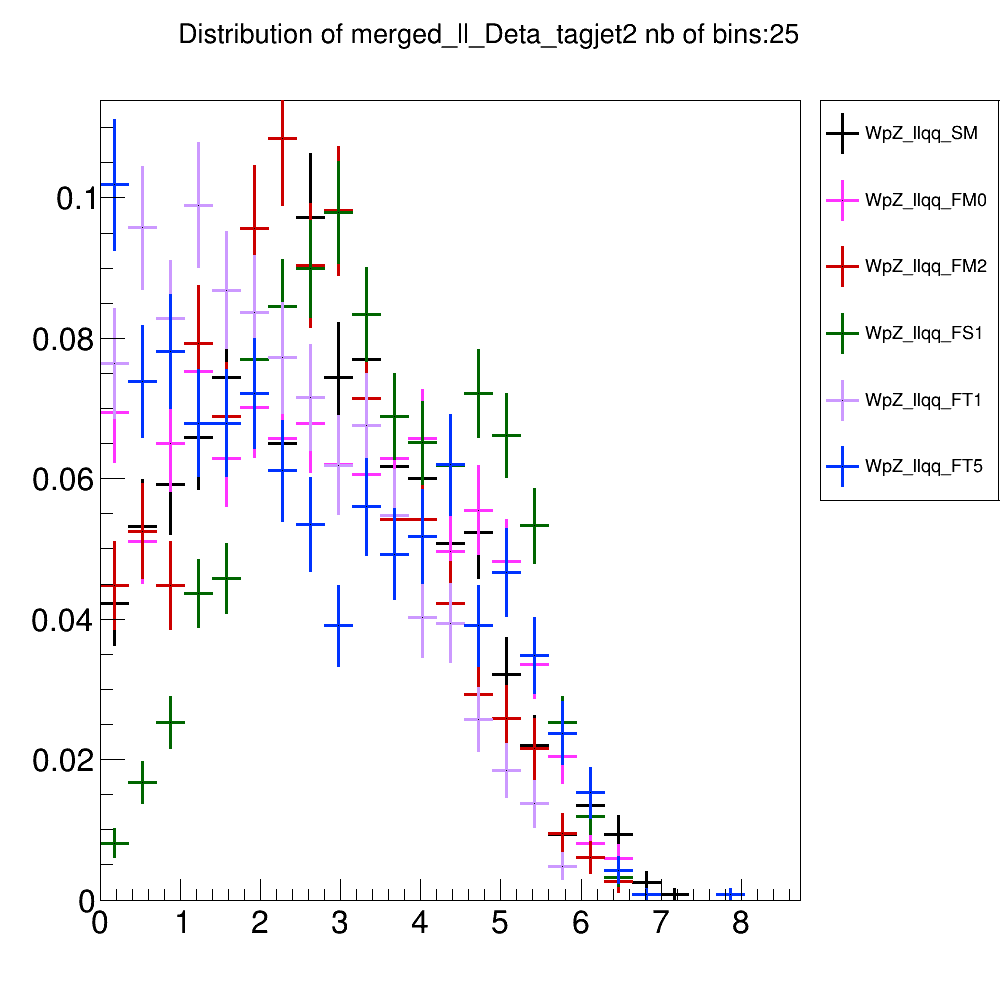 Distribution of merged_ll_Deta_tagjet2 nb of bins:25
0.1
0.08
0.06
0.04
0.02
0
0 1 2 3 4 5 6 7 8
WpZ_llqq_SM
WpZ_llqq_FM0
WpZ_llqq_FM2
WpZ_llqq_FS1
WpZ_llqq_FT1
WpZ_llqq_FT5